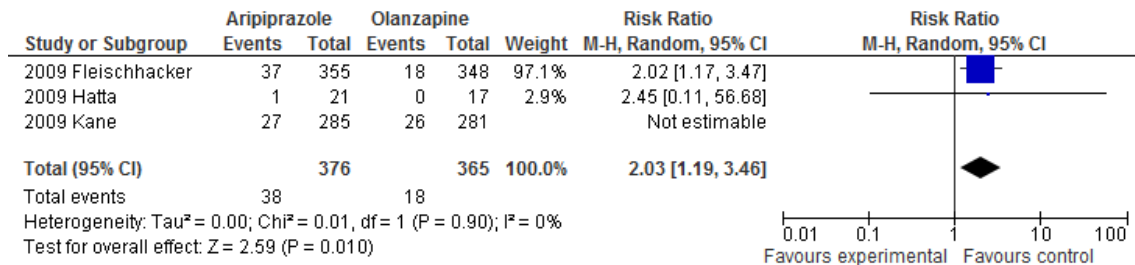 Aripiprazole Olanzapine Risk Ratio Risk Ratio
Study or Subgroup Events Total Events Total Weight M-H, Random, 95% CI M-H, Random, 95% CI
2009 Fleischhacker 37 355 18 348 97.1% 2.02 [1.17, 3.47]
2009 Hatta 1 21 0 17 2.9% 2.45 [0.11, 56.68]
2009 Kane 27 285 26 281 Not estimable
Total (95% CI) 376 365 100.0% 2.03 [1.19, 3.46]
Total events 38 18
Heterogeneity: Tau² = 0.00; Chi² = 0.01, df = 1 (P = 0.90); I² = 0%
Test for overall effect: Z = 2.59 (P = 0.010)
0.01 0.1 1 10 100
Favours experimental Favours control